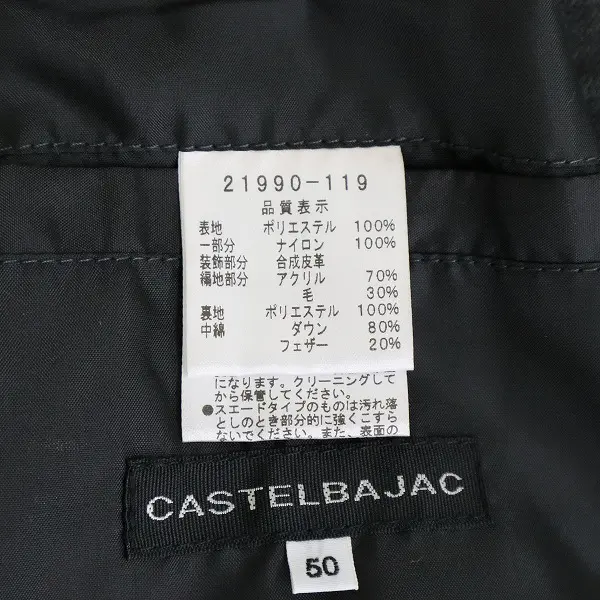 21990-119
品質表示
表地 ポリエステル 100%
一部分 ナイロン 100%
装飾部分 合成皮革
編地部分 アクリル 70%
毛 30%
裏地 ポリエステル 100%
中綿 ダウン 80%
フェザー 20%
になります。クリーニングして
から保管してください。
●スエードタイプのものは汚れ落
としのとき部分的に強くこすら
ないでください。また、表面の
CASTELBAJAC
50